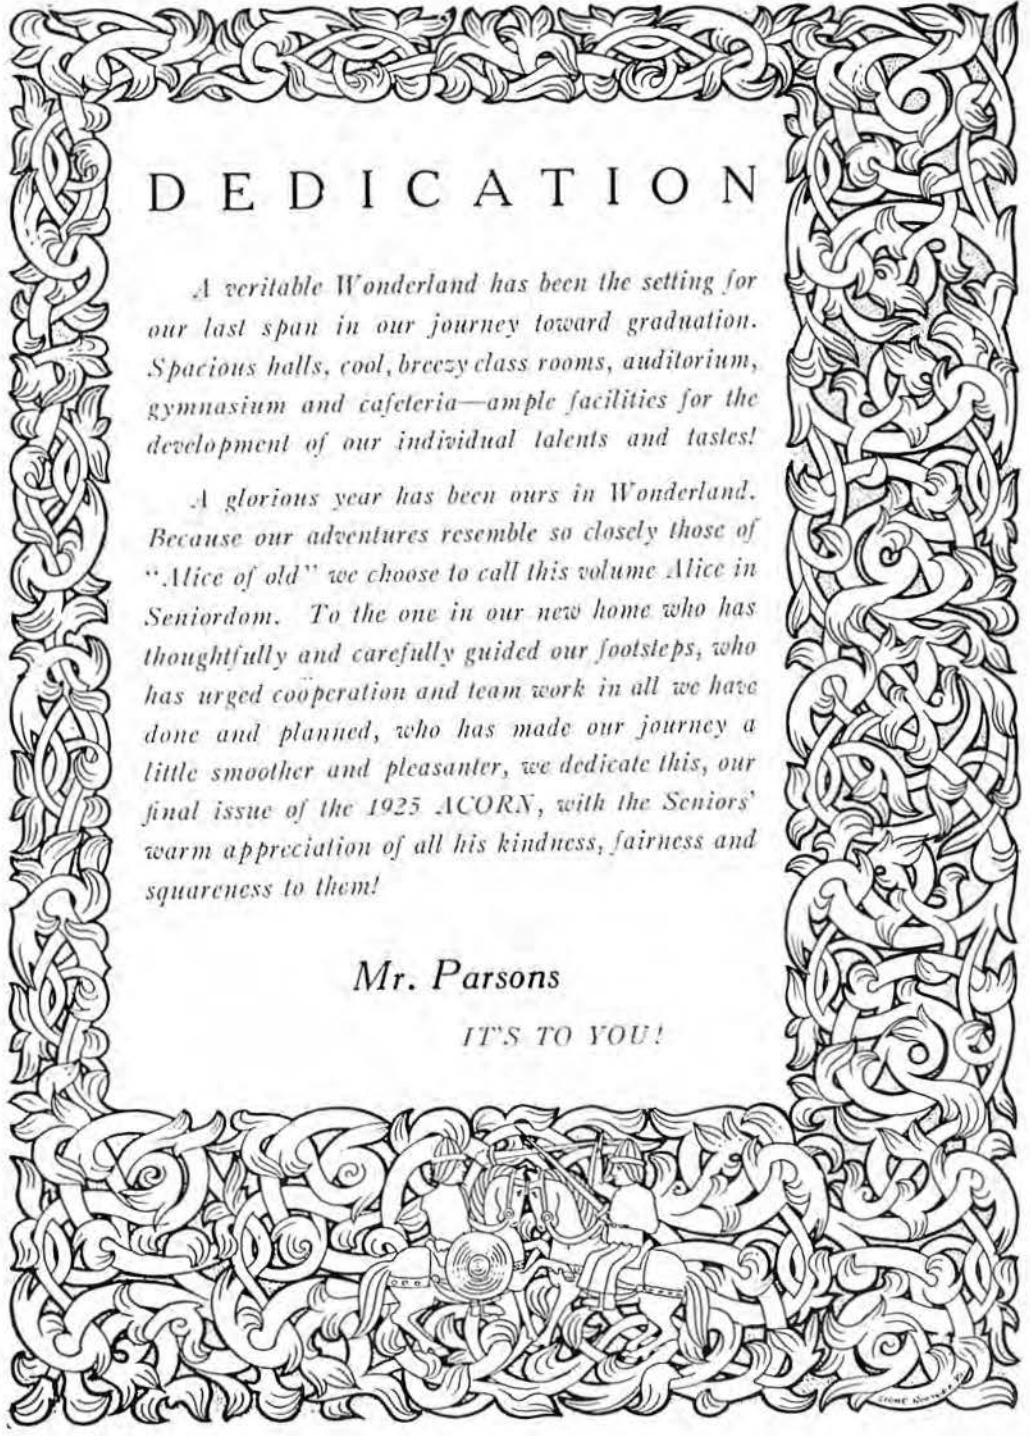 DEDICATION
A veritable Wonderland has been the setting for
our last span in our journey toward graduation.
Spacious halls, cool, breezy class rooms, auditorium,
gymnasium and cafeteria—ample facilities for the
development of our individual talents and tastes!
A glorious year has been ours in Wonderland.
Because our adventures resemble so closely those of
"Alice of old" we choose to call this volume Alice in
Seniordom. To the one in our new home who has
thoughtfully and carefully guided our footsteps, who
has urged coöperation and team work in all we have
done and planned, who has made our journey a
little smoother and pleasanter, we dedicate this, our
final issue of the 1925 ACORN, with the Seniors'
warm appreciation of all his kindness, fairness and
squareness to them!
Mr. Parsons
IT'S TO YOU!